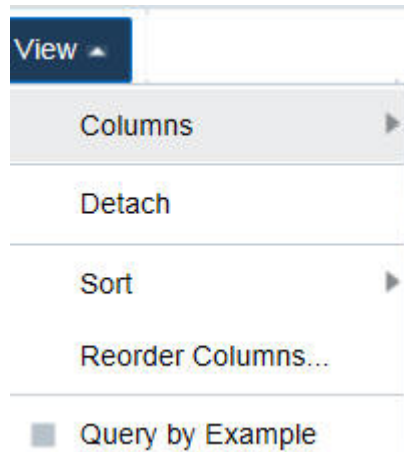 View
Columns
Detach
Sort
Reorder Columns...
Query by Example